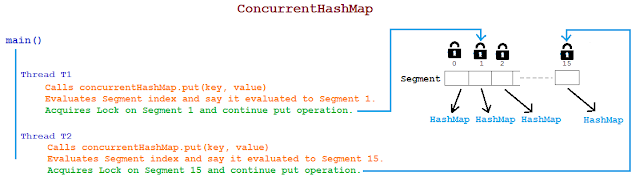 ConcurrentHashMap
main()
Thread T1
Calls concurrentHashMap.put(key, value)
Evaluates Segment index and say it evaluated to Segment 1.
Acquires Lock on Segment 1 and continue put operation.
Thread T2
Calls concurrentHashMap.put(key, value)
Evaluates Segment index and say it evaluated to Segment 15.
Acquires Lock on Segment 15 and continue put operation.
0 1 2 15
Segment
HashMap HashMap HashMap HashMap